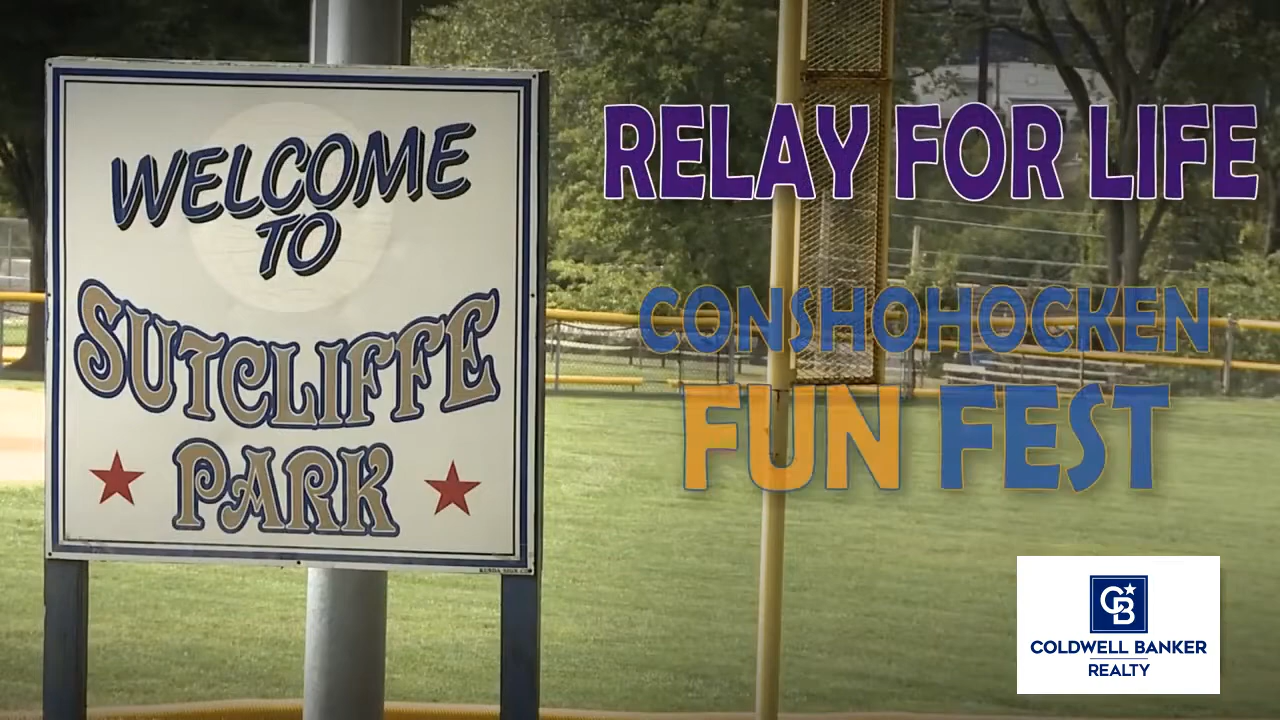 WELCOME
TO
SUTCLIFFE
PARK
RELAY FOR LIFE
CONSHOHOCKEN
FUN FEST
CB
COLDWELL BANKER
REALTY